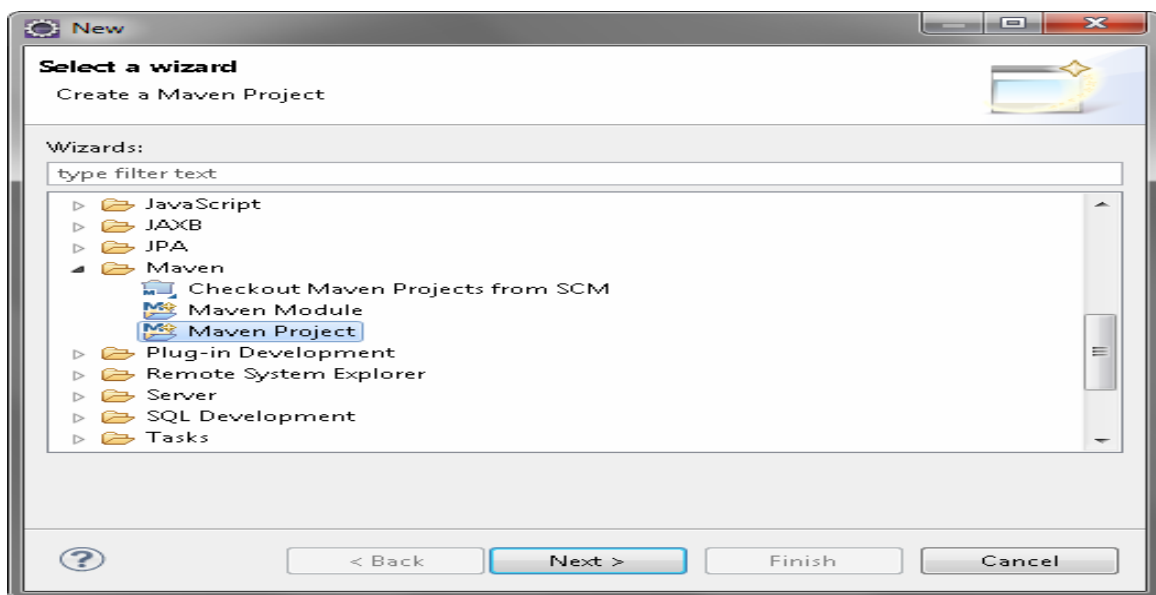 New
Select a wizard
Create a Maven Project
Wizards:
type filter text
JavaScript
JAXB
JPA
Maven
Checkout Maven Projects from SCM
Maven Module
Maven Project
Plug-in Development
Remote System Explorer
Server
SQL Development
Tasks
< Back Next > Finish Cancel